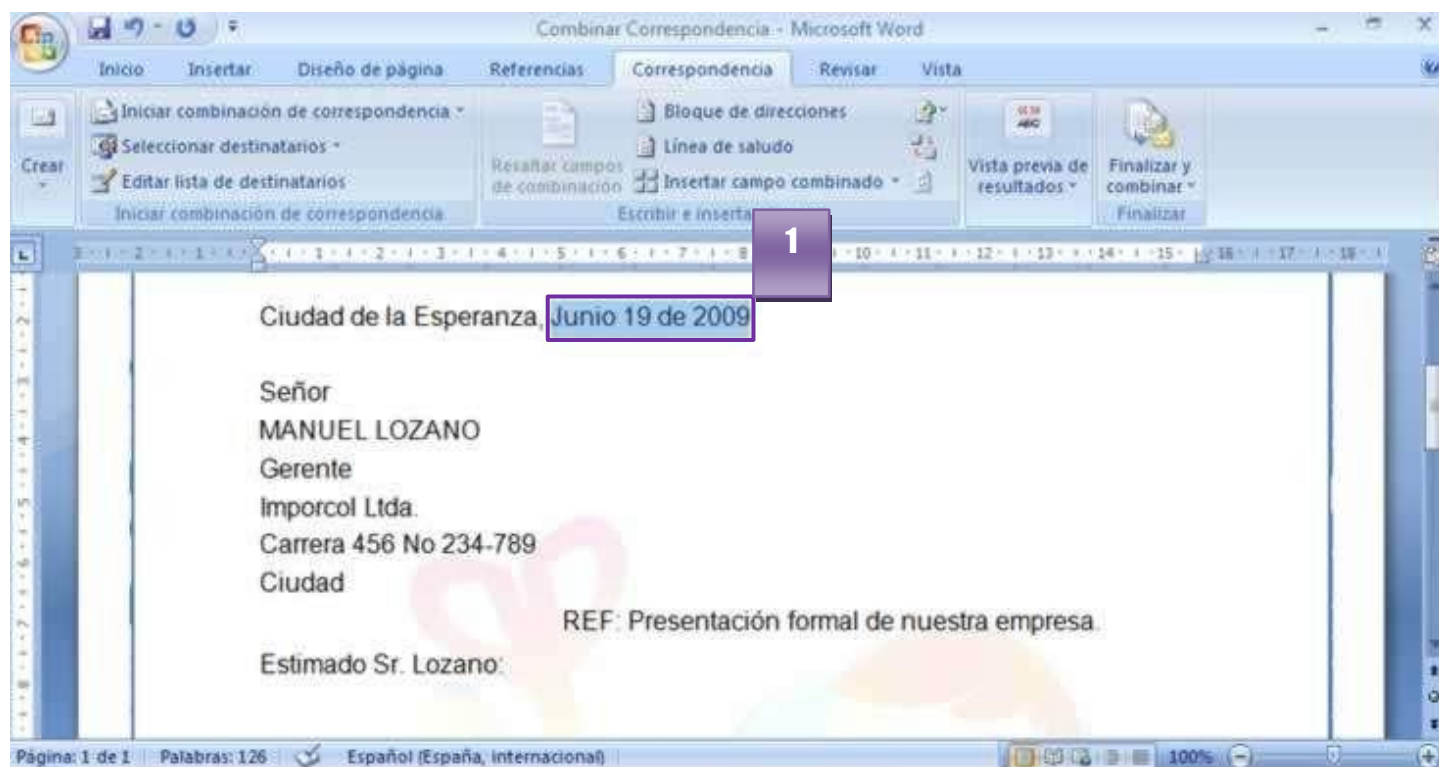 Combinar Correspondencia - Microsoft Word
Inicio Insertar Diseño de página Referencias Correspondencia Revisar Vista
Iniciar combinación de correspondencia
Seleccionar destinatarios
Editar lista de destinatarios
Crear
Iniciar combinación de correspondencia
Resaltar campos
de combinación
Bloque de direcciones
Línea de saludo
Insertar campo combinado
Escribir e inserta
Vista previa de
resultados
Finalizar y
combinar
Finalizar
1
Ciudad de la Esperanza, Junio 19 de 2009
Señor
MANUEL LOZANO
Gerente
Imporcol Ltda.
Carrera 456 No 234-789
Ciudad
REF: Presentación formal de nuestra empresa.
Estimado Sr. Lozano:
Página: 1 de 1 Palabras: 126 Español (España, internacional) 100%